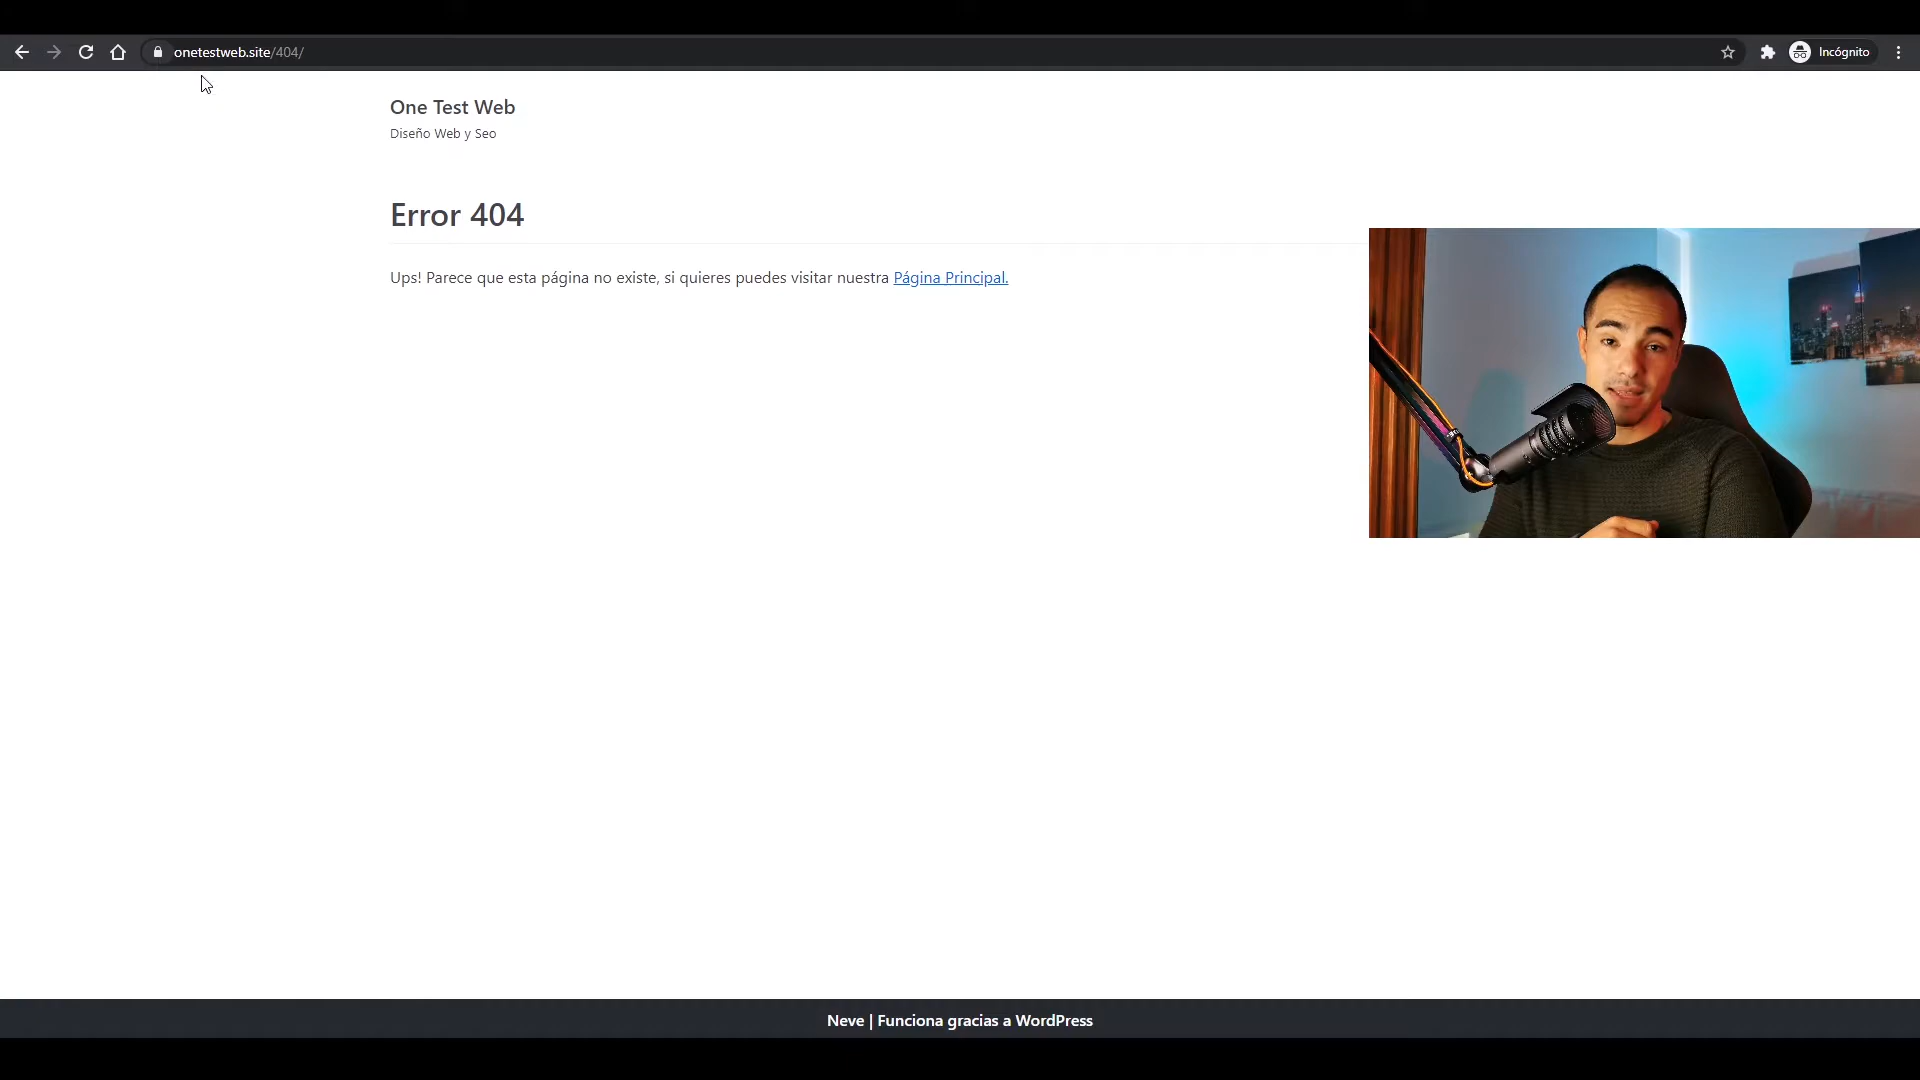 onetestweb.site/404/
Incógnito
One Test Web
Diseño Web y Seo
Error 404
Ups! Parece que esta página no existe, si quieres puedes visitar nuestra Página Principal.
Neve | Funciona gracias a WordPress